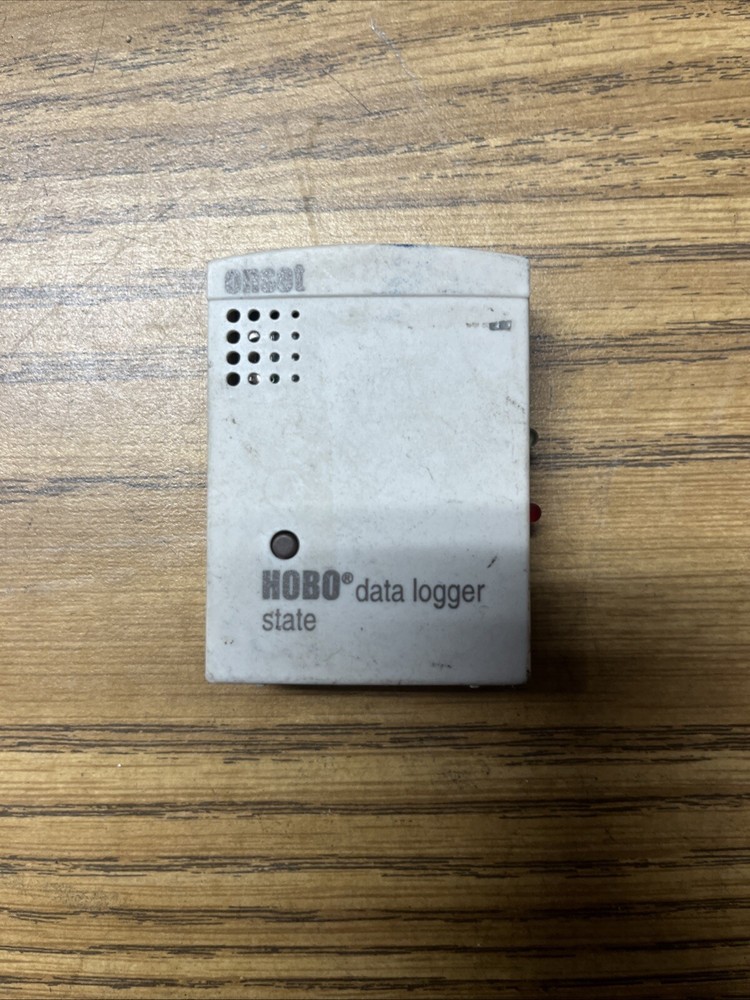 onset
HOBO® data logger
state